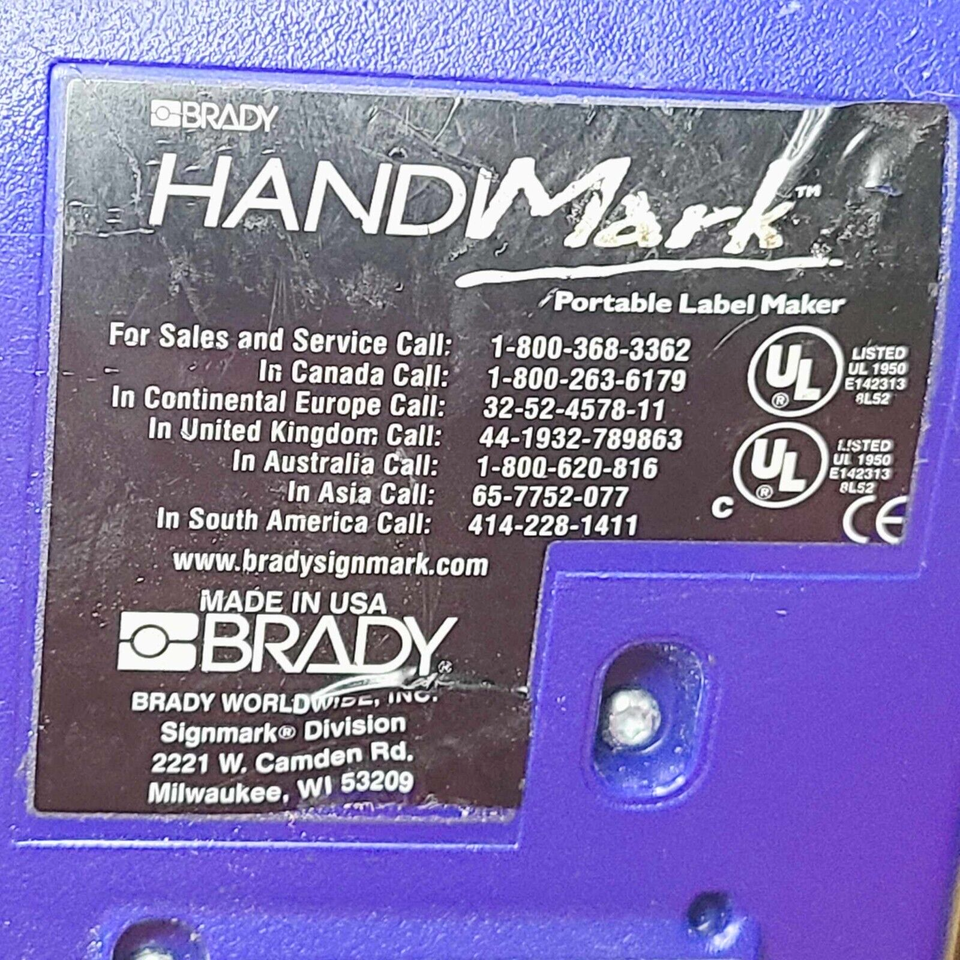 BRADY
HANDIMark™
Portable Label Maker
For Sales and Service Call: 1-800-368-3362
In Canada Call: 1-800-263-6179
In Continental Europe Call: 32-52-4578-11
In United Kingdom Call: 44-1932-789863
In Australia Call: 1-800-620-816
In Asia Call: 65-7752-077
In South America Call: 414-228-1411
www.bradysignmark.com
MADE IN USA
BRADY®
BRADY WORLDWIDE, INC.
Signmark® Division
2221 W. Camden Rd.
Milwaukee, WI 53209
UL®
LISTED
UL 1950
E142313
8L52
C UL®
LISTED
UL 1950
E142313
8L52
CE